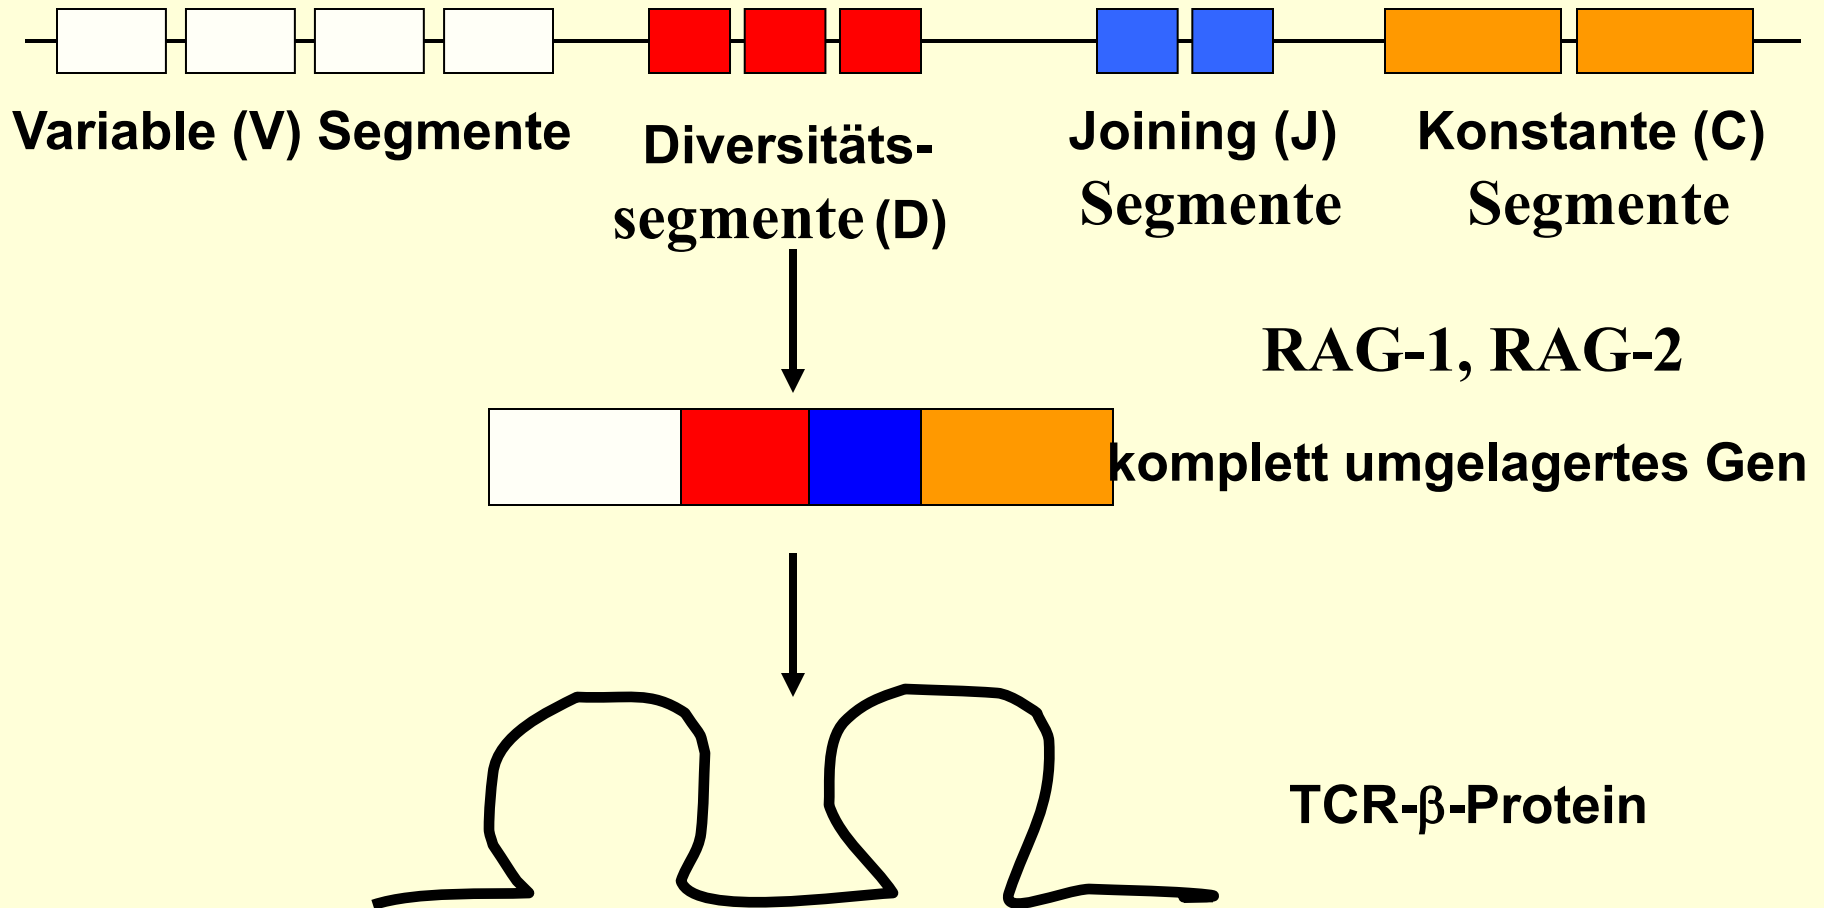 Variable (V) Segmente
Diversitäts-
segmente (D)
Joining (J)
Segmente
Konstante (C)
Segmente
RAG-1, RAG-2
komplett umgelagertes Gen
TCR-β-Protein